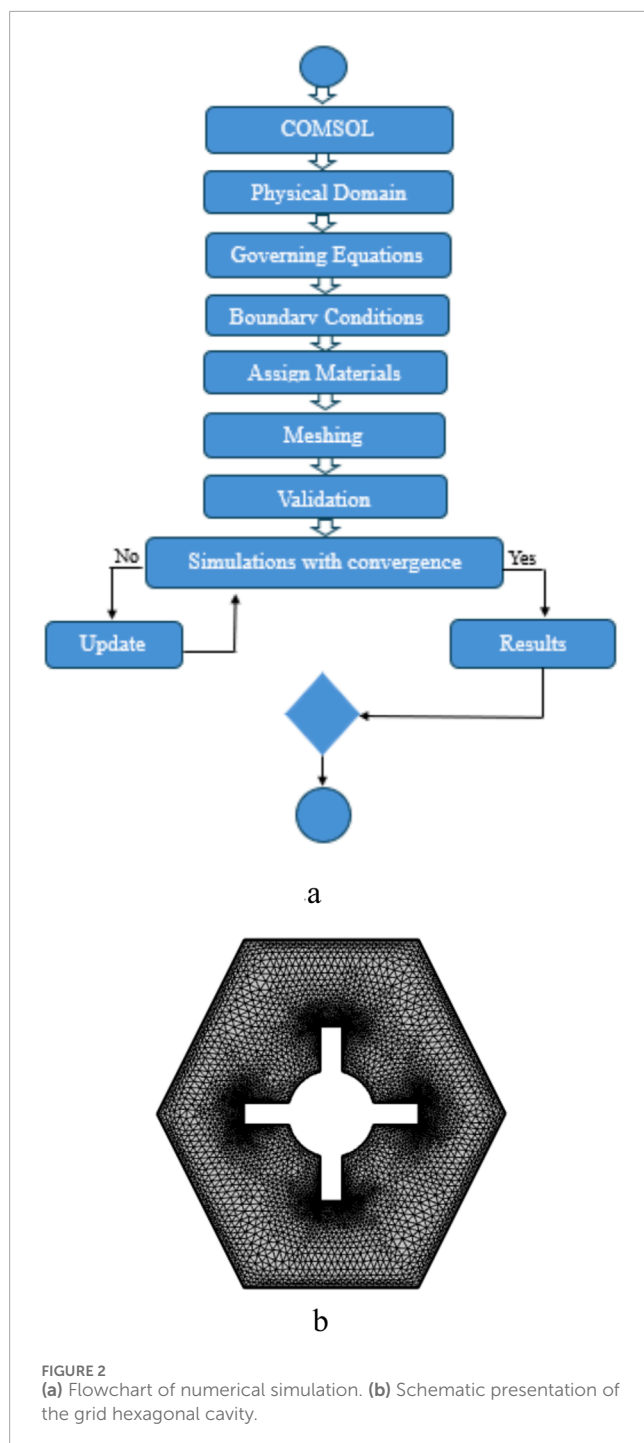 COMSOL
Physical Domain
Governing Equations
Boundary Conditions
Assign Materials
Meshing
Validation
No
Simulations with convergence
Yes
Update
Results
a
b
FIGURE 2
(a) Flowchart of numerical simulation. (b) Schematic presentation of
the grid hexagonal cavity.